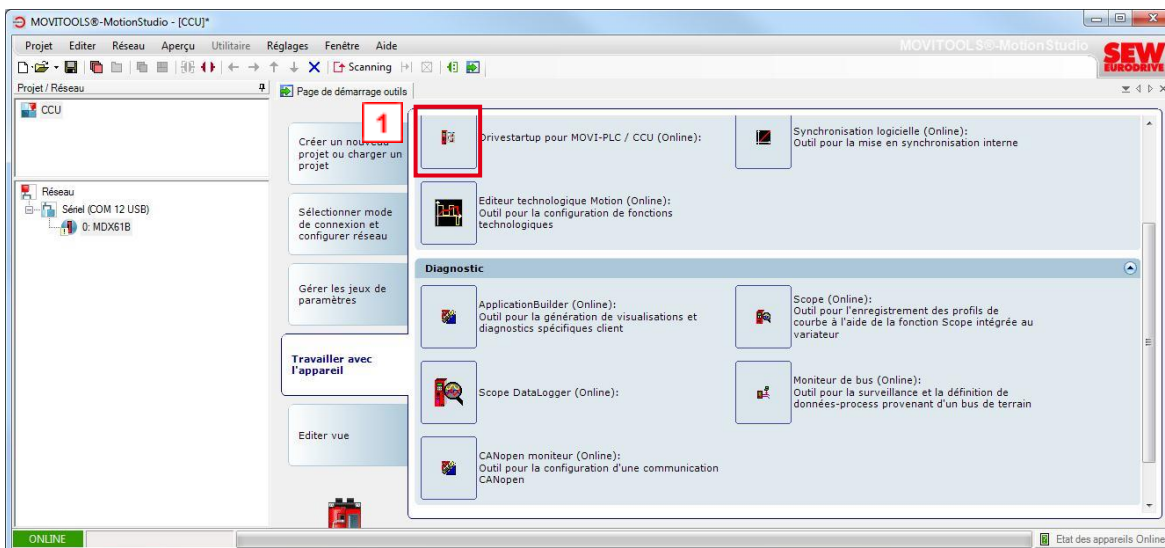 MOVITOOLS®-MotionStudio - [CCU]*
Projet Editer Réseau Aperçu Utilitaire Réglages Fenêtre Aide
MOVITOOLS®-MotionStudio
SEW
EURODRIVE
Scanning
Projet / Réseau
Page de démarrage outils
CCU
Réseau
Sériel (COM 12 USB)
0: MDX61B
1
Créer un nouveau
projet ou charger un
projet
Sélectionner mode
de connexion et
configurer réseau
Gérer les jeux de
paramètres
Travailler avec
l'appareil
Editer vue
Drivestartup pour MOVI-PLC / CCU (Online):
Synchronisation logicielle (Online):
Outil pour la mise en synchronisation interne
Editeur technologique Motion (Online):
Outil pour la configuration de fonctions
technologiques
Diagnostic
ApplicationBuilder (Online):
Outil pour la génération de visualisations et
diagnostics spécifiques client
Scope (Online):
Outil pour l'enregistrement des profils de
courbe à l'aide de la fonction Scope intégrée au
variateur
Scope DataLogger (Online):
Moniteur de bus (Online):
Outil pour la surveillance et la définition de
données-process provenant d'un bus de terrain
CANopen moniteur (Online):
Outil pour la configuration d'une communication
CANopen
ONLINE
Etat des appareils Online